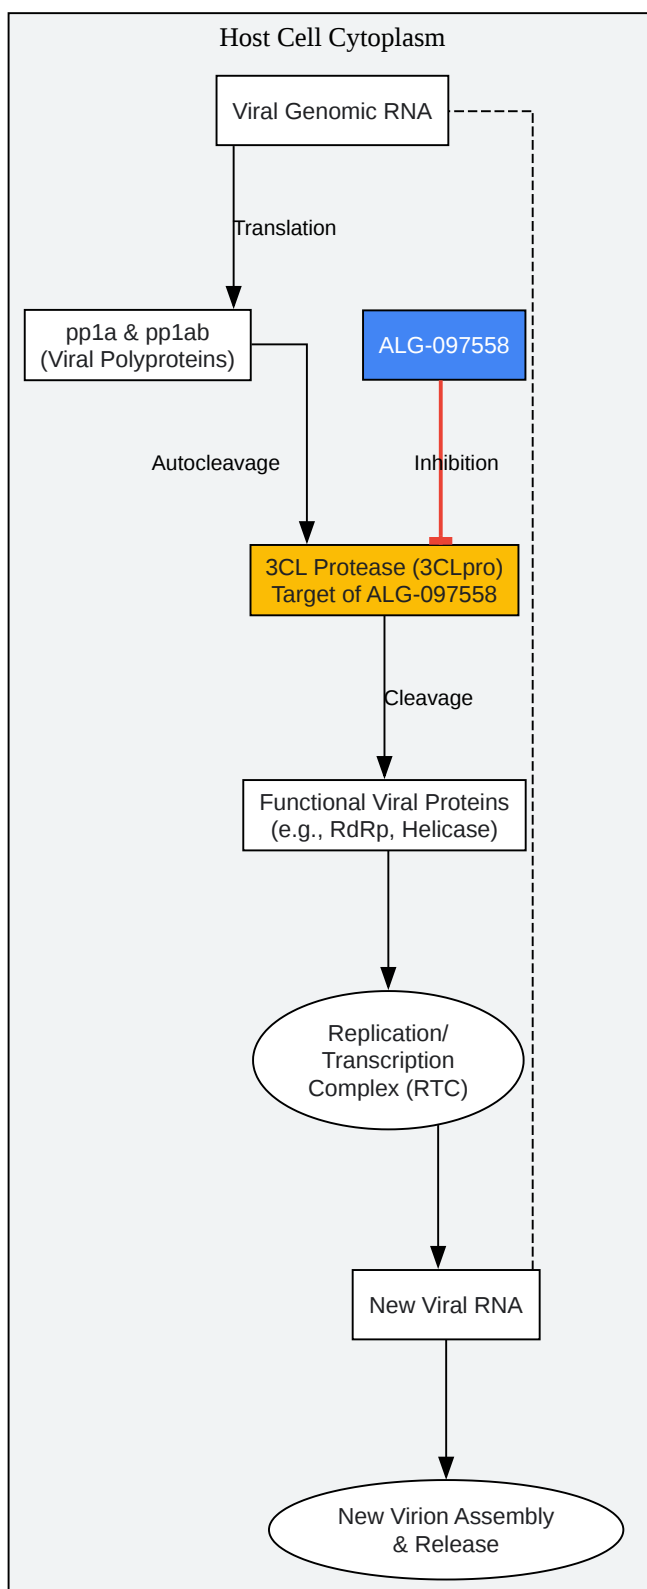 Host Cell Cytoplasm
Viral Genomic RNA
Translation
pp1a & pp1ab
(Viral Polyproteins)
ALG-097558
Autocleavage
Inhibition
3CL Protease (3CLpro)
Target of ALG-097558
Cleavage
Functional Viral Proteins
(e.g., RdRp, Helicase)
Replication/
Transcription
Complex (RTC)
New Viral RNA
New Virion Assembly
& Release